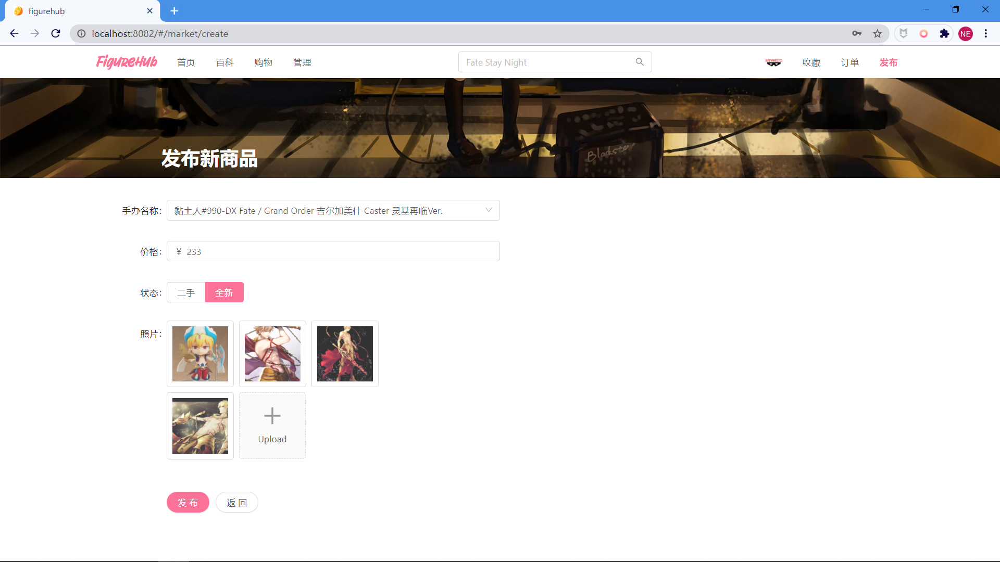 figurehub
localhost:8082/#/market/create
NE
FigureHub
首页
百科
购物
管理
Fate Stay Night
BANPRESTO
收藏
订单
发布
Bladster
发布新商品
手办名称:
黏土人#990-DX Fate / Grand Order 吉尔加美什 Caster 灵基再临Ver.
价格:
¥ 233
状态:
二手
全新
照片:
Upload
发 布
返 回